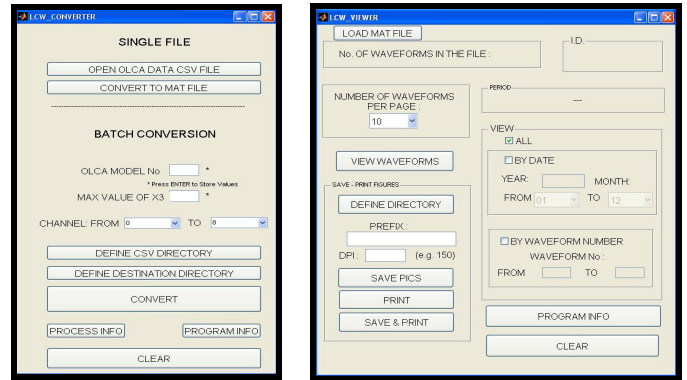 LCW_CONVERTER
SINGLE FILE
OPEN OLCA DATA CSV FILE
CONVERT TO MAT FILE
BATCH CONVERSION
OLCA MODEL No *
* Press ENTER to Store Values
MAX VALUE OF X3 *
CHANNEL: FROM 0 TO 8
DEFINE CSV DIRECTORY
DEFINE DESTINATION DIRECTORY
CONVERT
PROCESS INFO PROGRAM INFO
CLEAR
LCW_VIEWER
LOAD MAT FILE
No. OF WAVEFORMS IN THE FILE :
I.D.
NUMBER OF WAVEFORMS
PER PAGE :
10
PERIOD
---
VIEW WAVEFORMS
SAVE - PRINT FIGURES
DEFINE DIRECTORY
PREFIX :
DPI : (e.g. 150)
SAVE PICS
PRINT
SAVE & PRINT
VIEW
ALL
BY DATE
YEAR: MONTH:
FROM 01 TO 12
BY WAVEFORM NUMBER
WAVEFORM No :
FROM TO
PROGRAM INFO
CLEAR